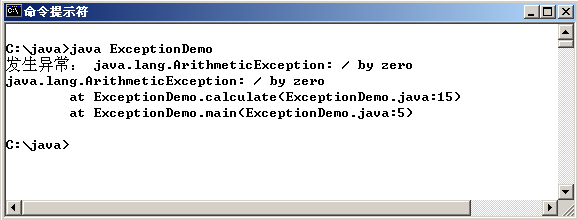 命令提示符
C:\java>java ExceptionDemo
发生异常: java.lang.ArithmeticException: / by zero
java.lang.ArithmeticException: / by zero
        at ExceptionDemo.calculate(ExceptionDemo.java:15)
        at ExceptionDemo.main(ExceptionDemo.java:5)
C:\java>